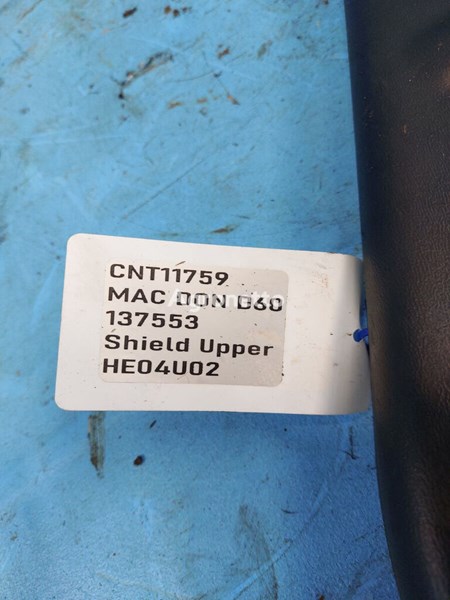 CNT11759
MAC DON D60
137553
Shield Upper
HE04U02